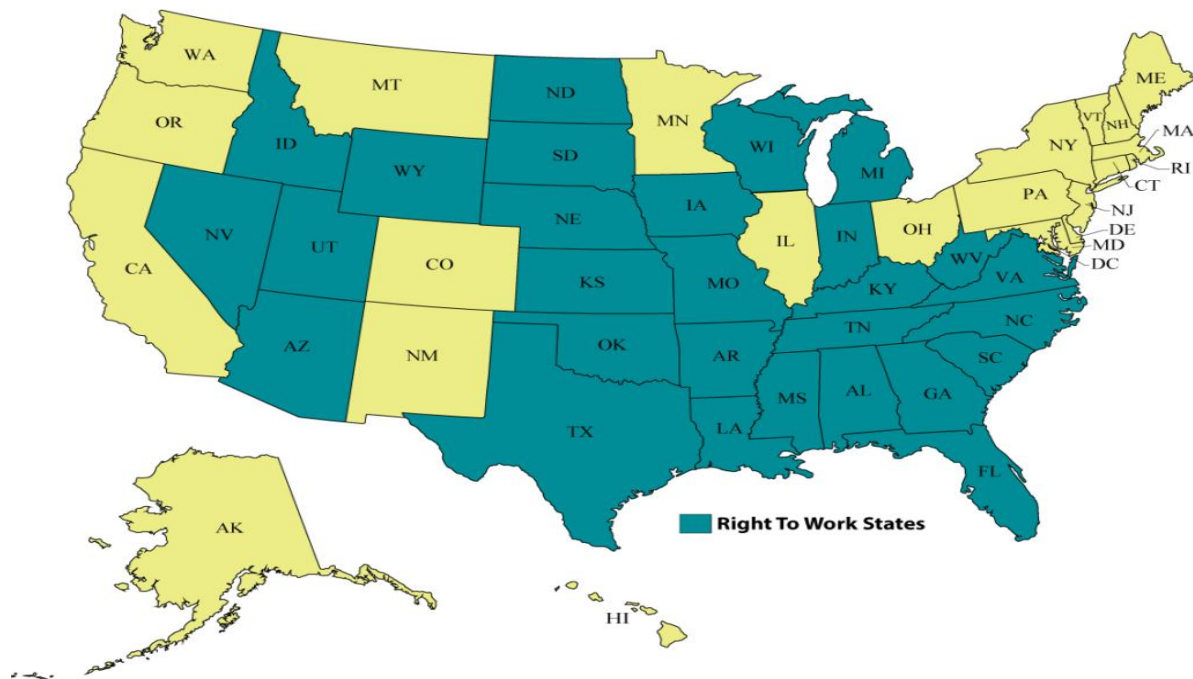 WA
MT
ND
MN
ME
OR
ID
SD
WI
VT
NH
NY
MA
WY
MI
RI
CT
IA
PA
NE
NJ
NV
UT
IL
IN
OH
DE
CA
CO
MD
WV
DC
KS
MO
KY
VA
TN
NC
AZ
NM
OK
AR
SC
MS
AL
GA
TX
LA
FL
Right To Work States
AK
HI